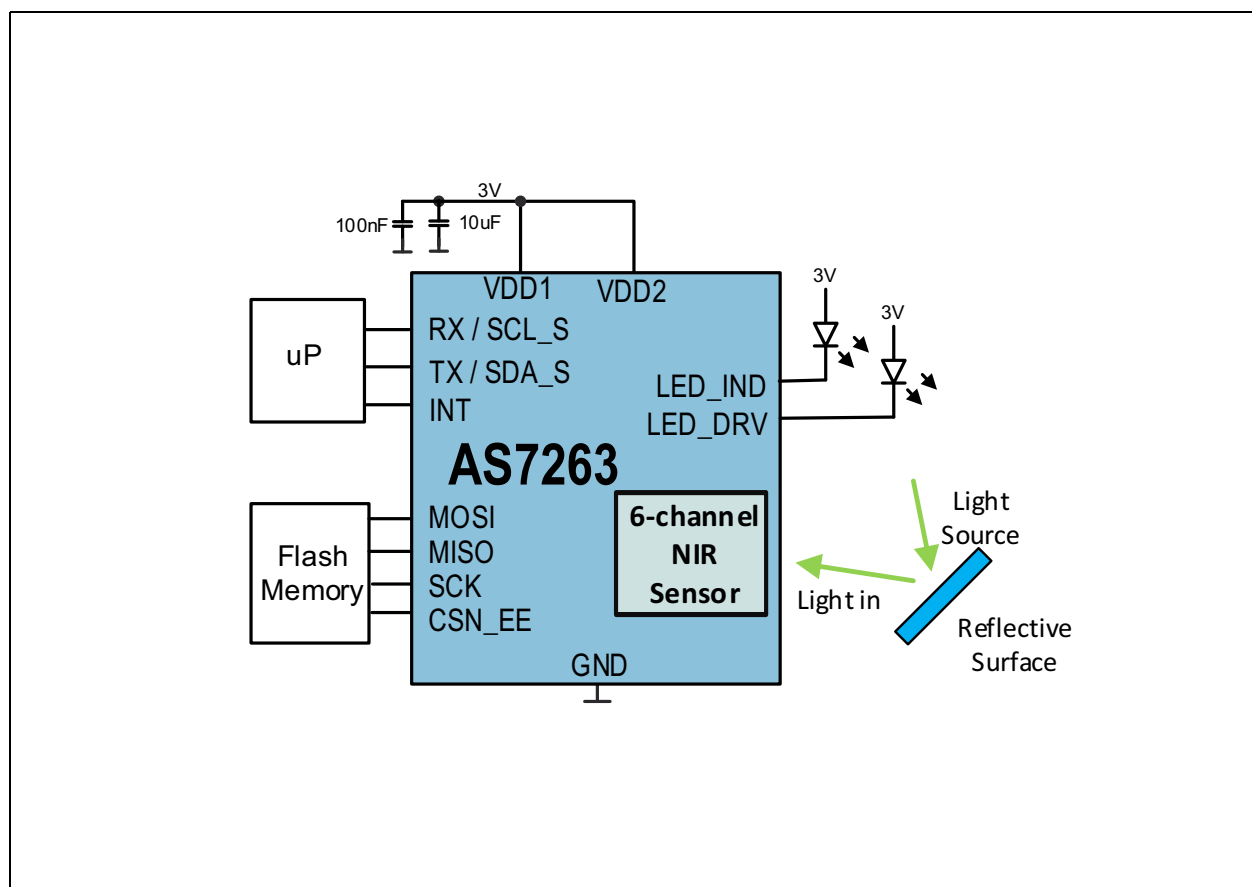 3V
100nF
10uF
VDD1
VDD2
3V
3V
uP
RX / SCL_S
TX / SDA_S
INT
LED_IND
LED_DRV
AS7263
Flash
Memory
MOSI
MISO
SCK
CSN_EE
6-channel
NIR
Sensor
Light
Source
Light in
Reflective
Surface
GND